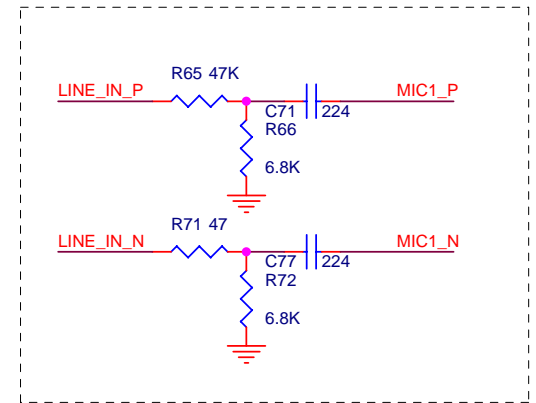 R65 47K
LINE_IN_P
MIC1_P
C71
224
R66
6.8K
R71 47
LINE_IN_N
MIC1_N
C77
224
R72
6.8K